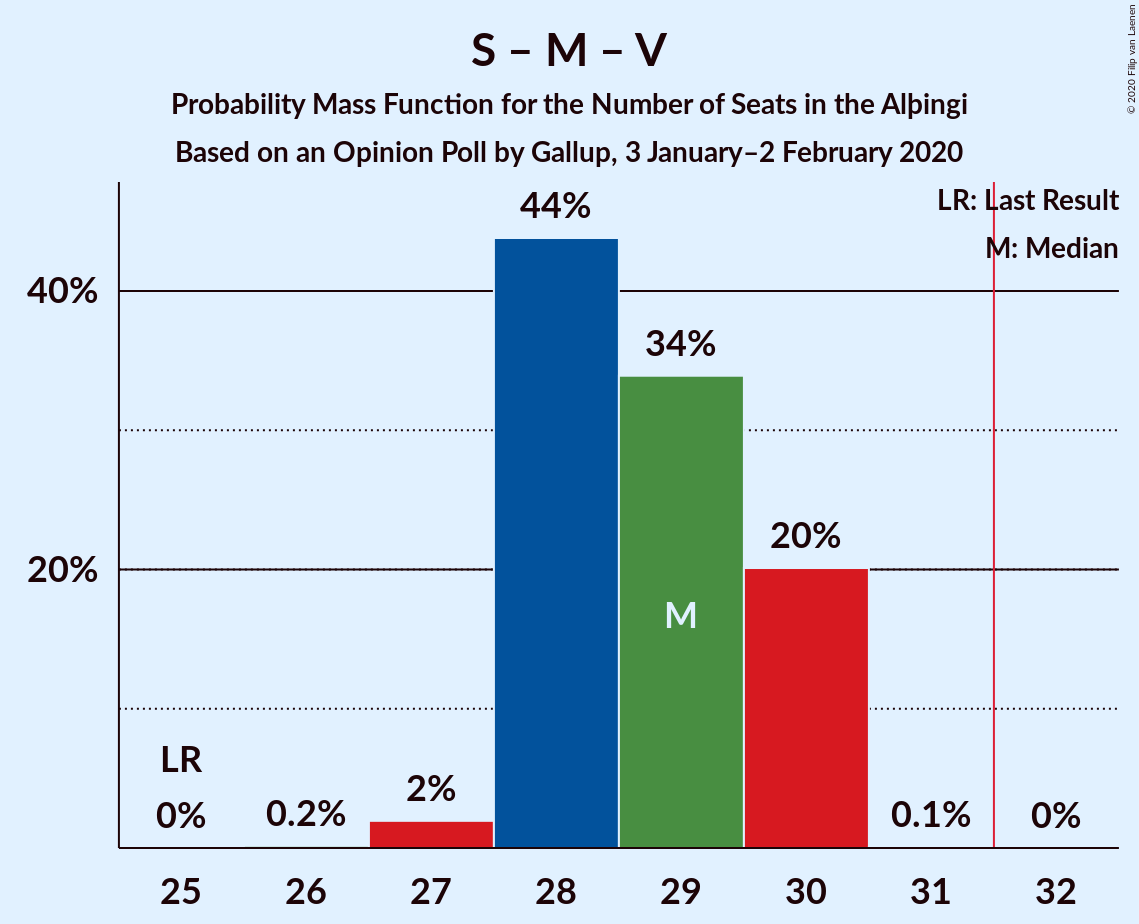 S – M – V
Probability Mass Function for the Number of Seats in the Alþingi
Based on an Opinion Poll by Gallup, 3 January–2 February 2020
© 2020 Filip van Laenen
LR: Last Result
M: Median
44%
40%
34%
20%
20%
M
LR
0%
0.2%
2%
0.1%
0%
25 26 27 28 29 30 31 32